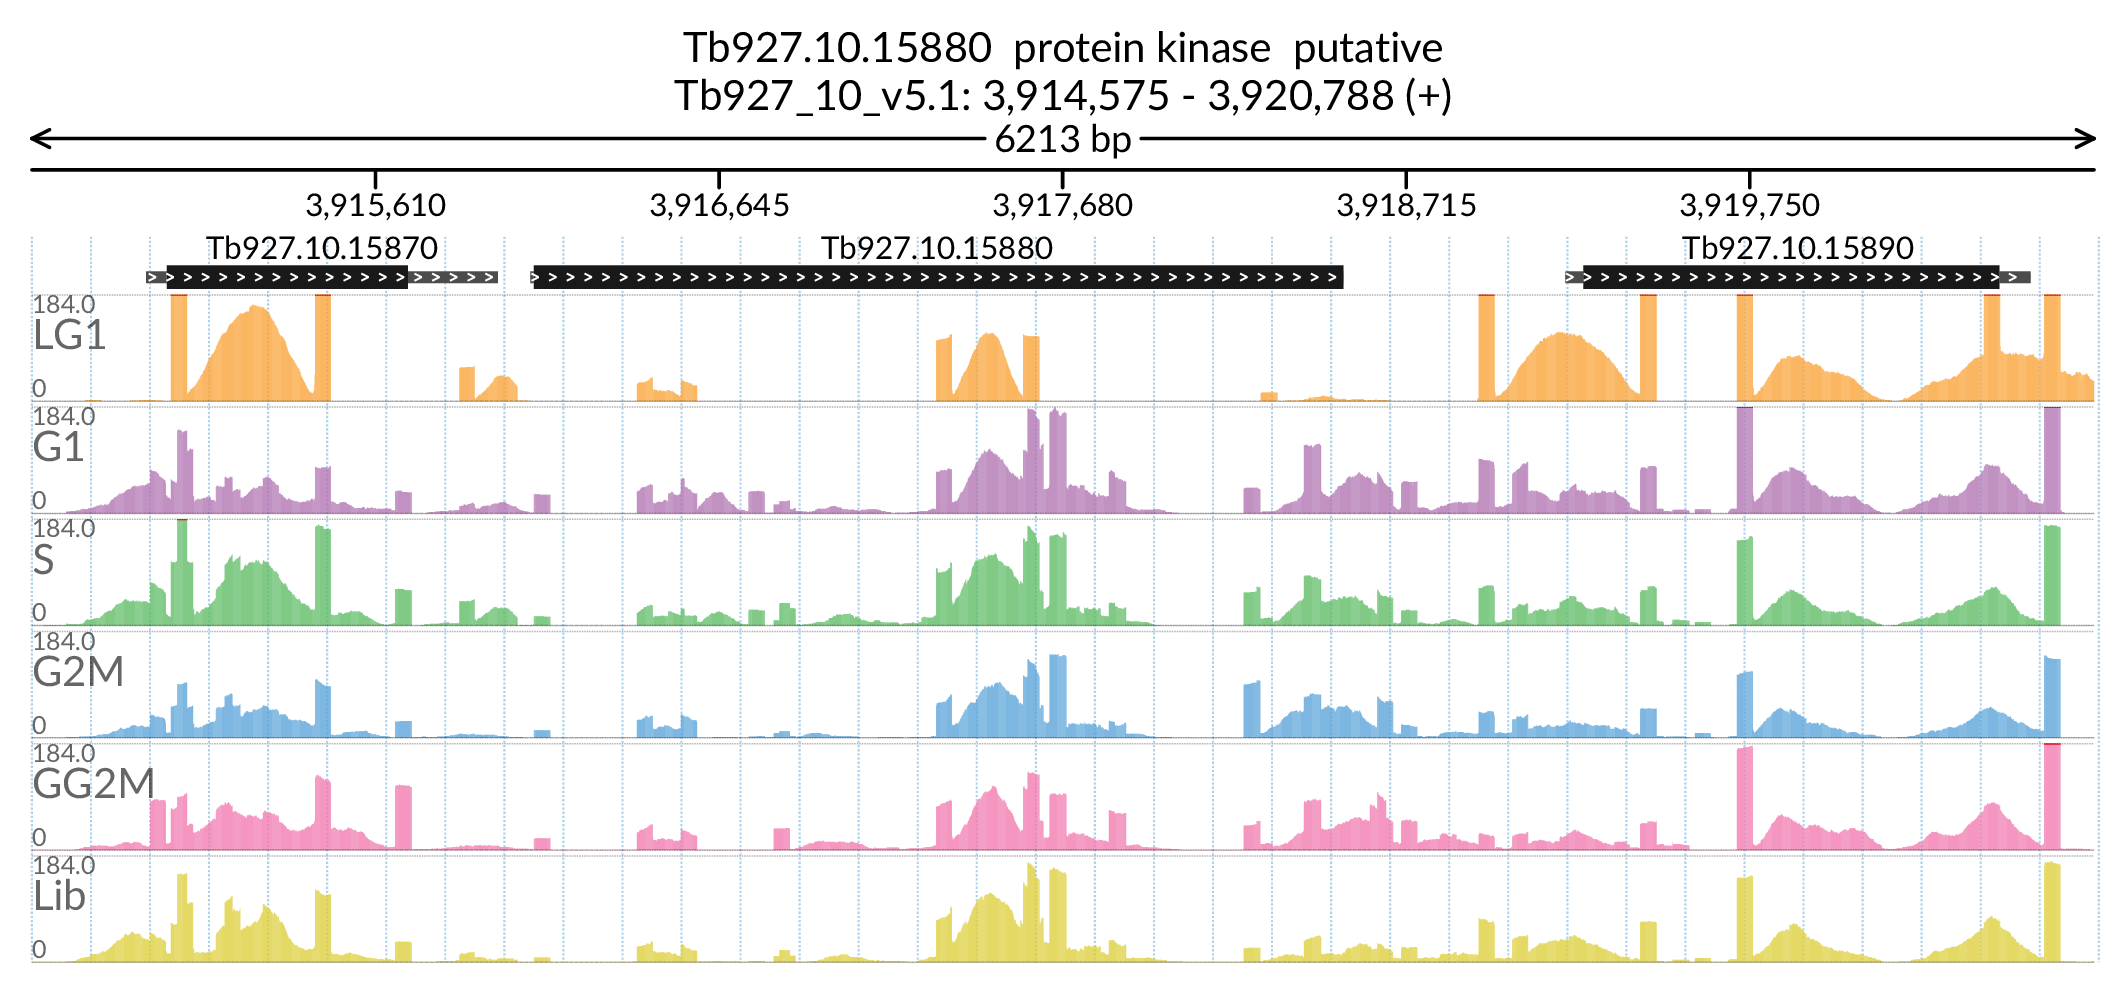 Tb927.10.15880 protein kinase putative
Tb927_10_v5.1: 3,914,575 - 3,920,788 (+)
6213 bp
3,915,610 3,916,645 3,917,680 3,918,715 3,919,750
Tb927.10.15870 Tb927.10.15880 Tb927.10.15890
184.0
LG1
0
184.0
G1
0
184.0
S
0
184.0
G2M
0
184.0
GG2M
0
184.0
Lib
0